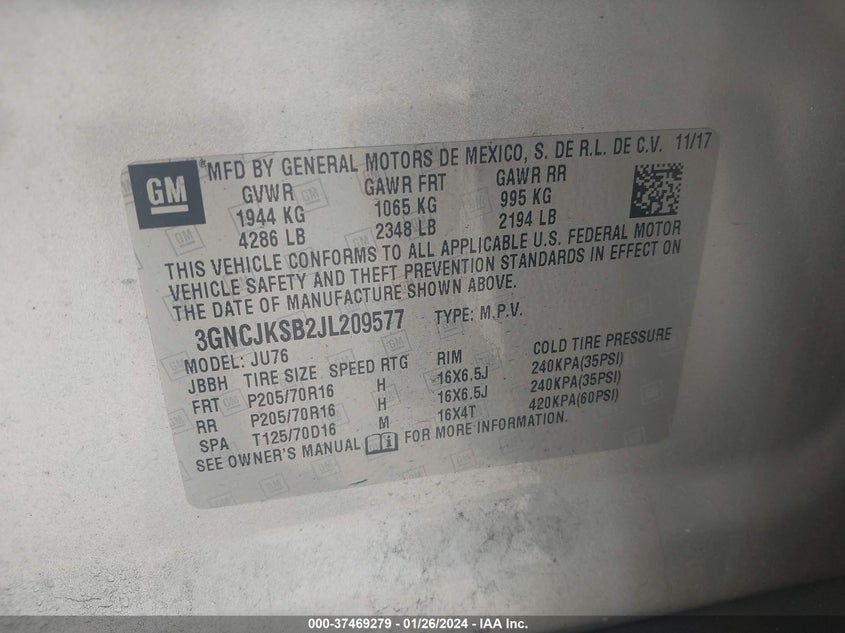 GM
®MFD BY GENERAL MOTORS DE MEXICO, S. DE R.L. DE C.V. 11/17
GVWR GAWR FRT GAWR RR
1944 KG 1065 KG 995 KG
4286 LB 2348 LB 2194 LB
THIS VEHICLE CONFORMS TO ALL APPLICABLE U.S. FEDERAL MOTOR
VEHICLE SAFETY AND THEFT PREVENTION STANDARDS IN EFFECT ON
THE DATE OF MANUFACTURE SHOWN ABOVE.
3GNCJKSB2JL209577 TYPE: M.P.V.
MODEL: JU76
JBBH TIRE SIZE SPEED RTG RIM COLD TIRE PRESSURE
FRT P205/70R16 H 16X6.5J 240KPA(35PSI)
RR P205/70R16 H 16X6.5J 240KPA(35PSI)
SPA T125/70D16 M 16X4T 420KPA(60PSI)
SEE OWNER'S MANUAL FOR MORE INFORMATION.
000-37469279 - 01/26/2024 - IAA Inc.